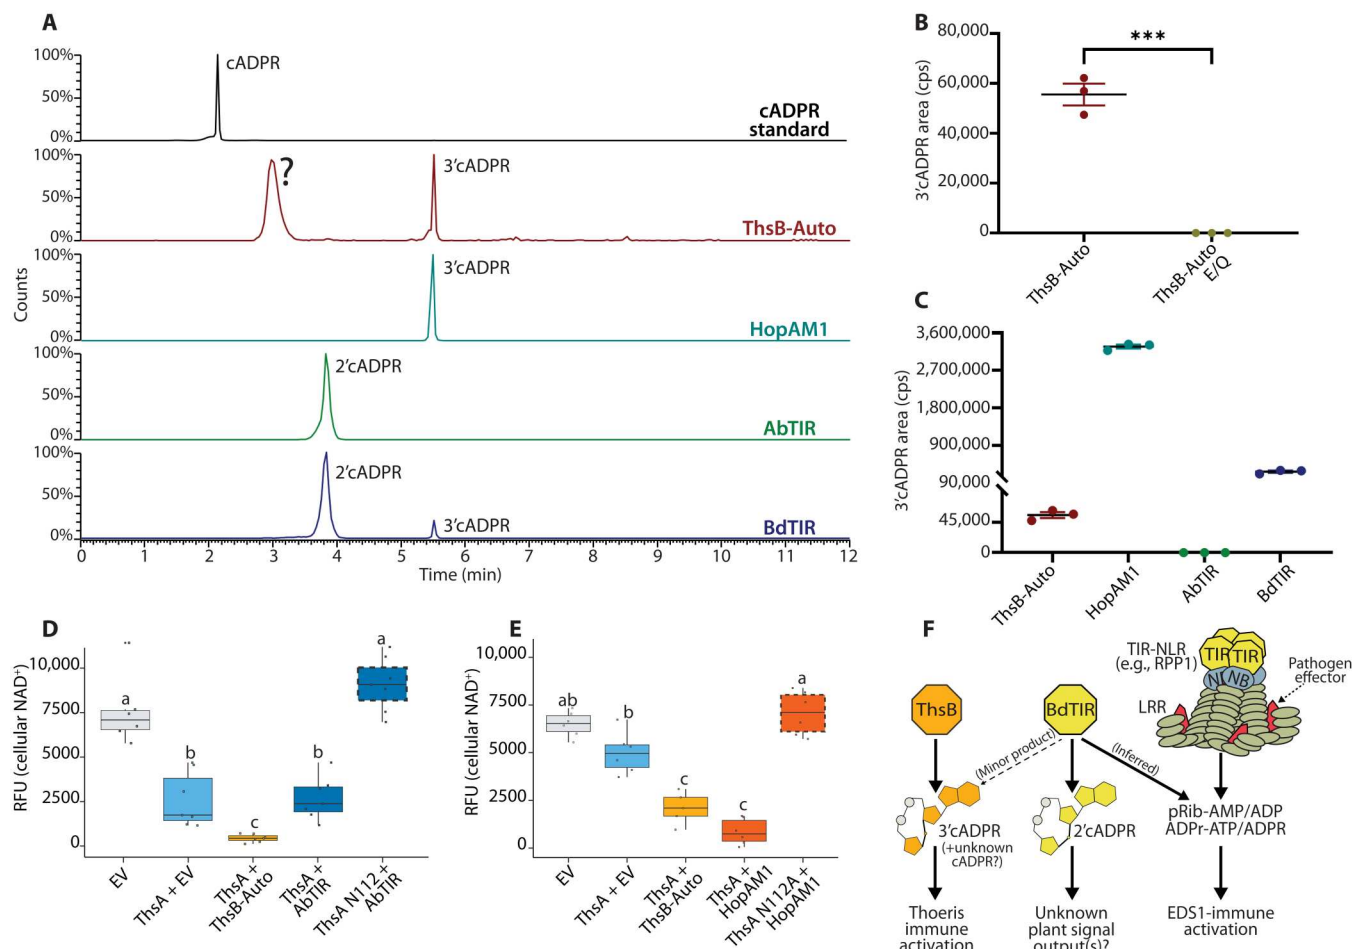 A
100%
50%
0%
cADPR
cADPR
standard
100%
50%
0%
?
3’cADPR
ThsB-Auto
100%
50%
0%
3’cADPR
HopAM1
100%
50%
0%
2’cADPR
AbTIR
100%
50%
0%
2’cADPR
3’cADPR
BdTIR
Counts
0 1 2 3 4 5 6 7 8 9 10 11 12
Time (min)
B
3’cADPR area (cps)
80,000
60,000
40,000
20,000
0
***
ThsB-Auto
ThsB-Auto
E/Q
C
3’cADPR area (cps)
3,600,000
2,700,000
1,800,000
900,000
90,000
45,000
0
ThsB-Auto
HopAM1
AbTIR
BdTIR
D
RFU (cellular NAD+)
10,000
7500
5000
2500
0
a
b
c
b
a
EV
ThsA + EV
ThsA +
ThsB-Auto
ThsA +
AbTIR
ThsA N112 +
AbTIR
E
RFU (cellular NAD+)
10,000
7500
5000
2500
0
ab
b
c
c
a
EV
ThsA + EV
ThsA +
ThsB-Auto
ThsA +
HopAM1
ThsA N112A +
HopAM1
F
ThsB
BdTIR
TIR-NLR
(e.g., RPP1)
TIR TIR
NB
LRR
Pathogen
effector
(Minor product)
(Inferred)
3’cADPR
(+unknown
cADPR?)
2’cADPR
pRib-AMP/ADP
ADPr-ATP/ADPR
Thoeris
immune
activation
Unknown
plant signal
output(s)?
EDS1-immune
activation